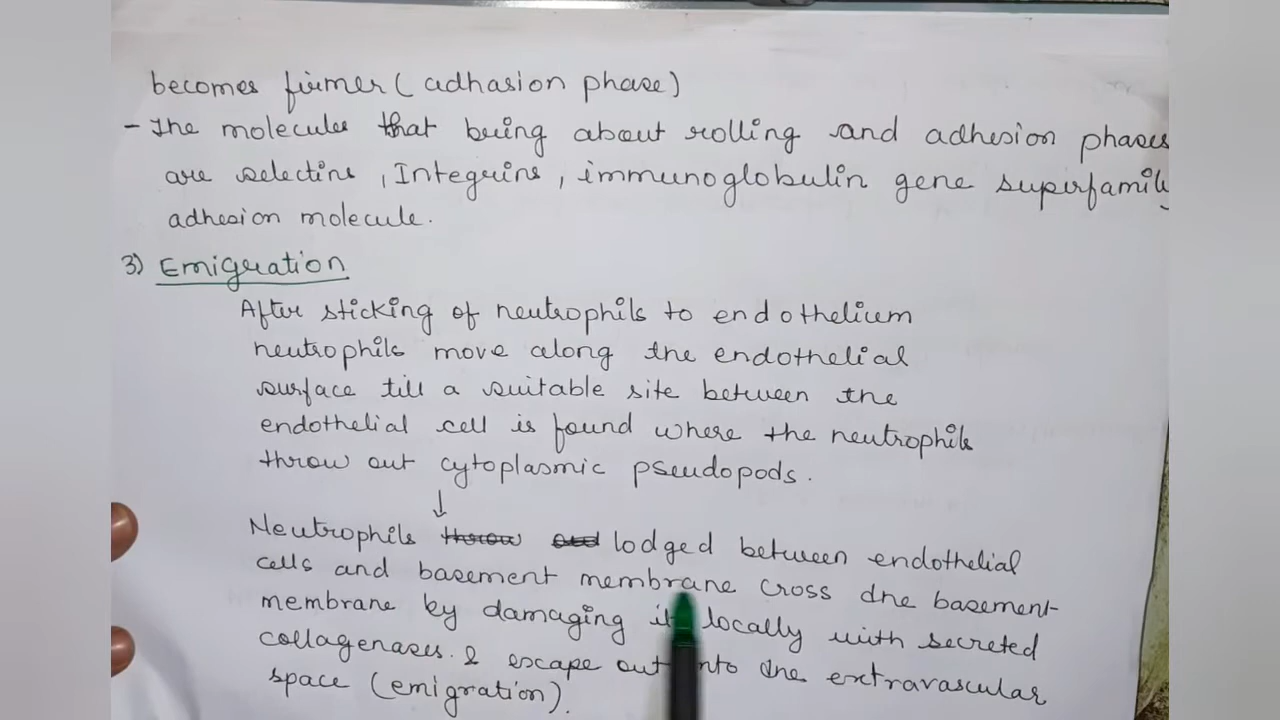 becomes firmer (adhasion phase)
- The molecules that being about rolling and adhesion phases
are selectins, Integrins, immunoglobulin gene superfamily
adhesion molecule.
3) Emigration
After sticking of neutrophils to endothelium
neutrophils move along the endothelial
surface till a suitable site between the
endothelial cell is found where the neutrophils
throw out cytoplasmic pseudopods.
↓
Neutrophils lodged between endothelial
cells and basement membrane cross the basement
membrane by damaging it locally with secreted
collagenases. & escape out into the extravascular
space (emigration).